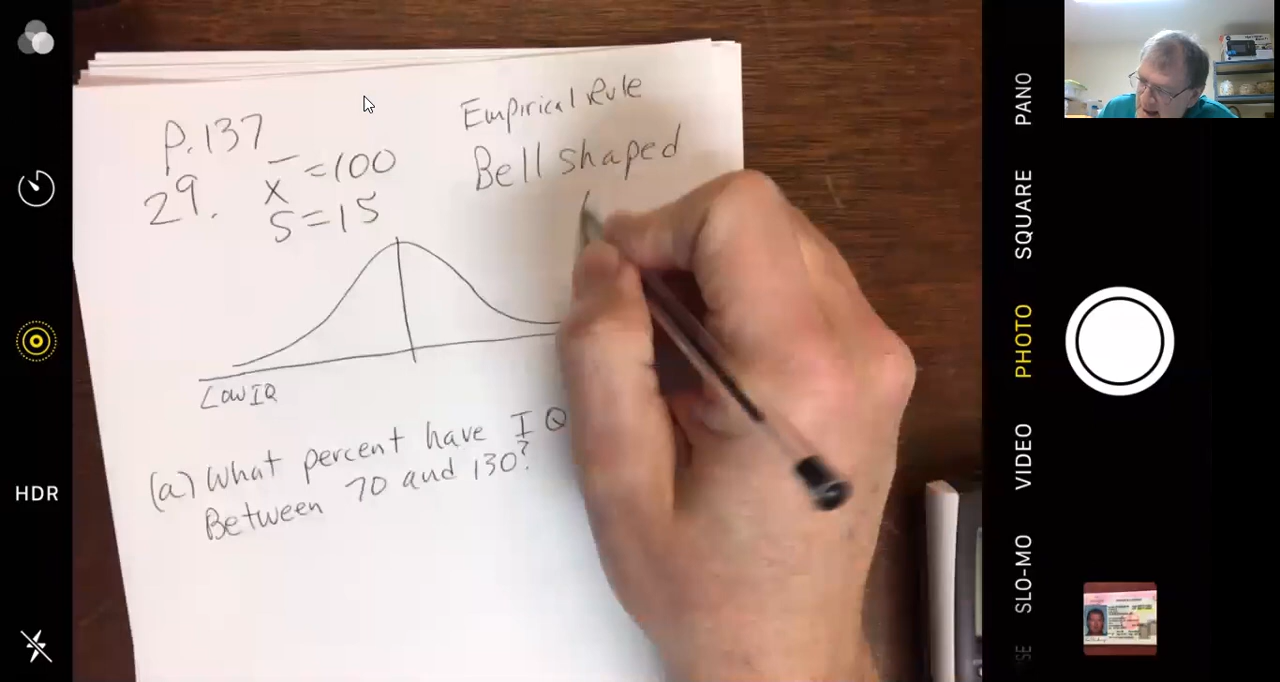 P.137
29.
x̄ = 100
S = 15
Empirical Rule
Bell shaped
Low IQ
(a) What percent have IQ
Between 70 and 130?
HDR
PANO
SQUARE
PHOTO
VIDEO
SLO-MO
SE